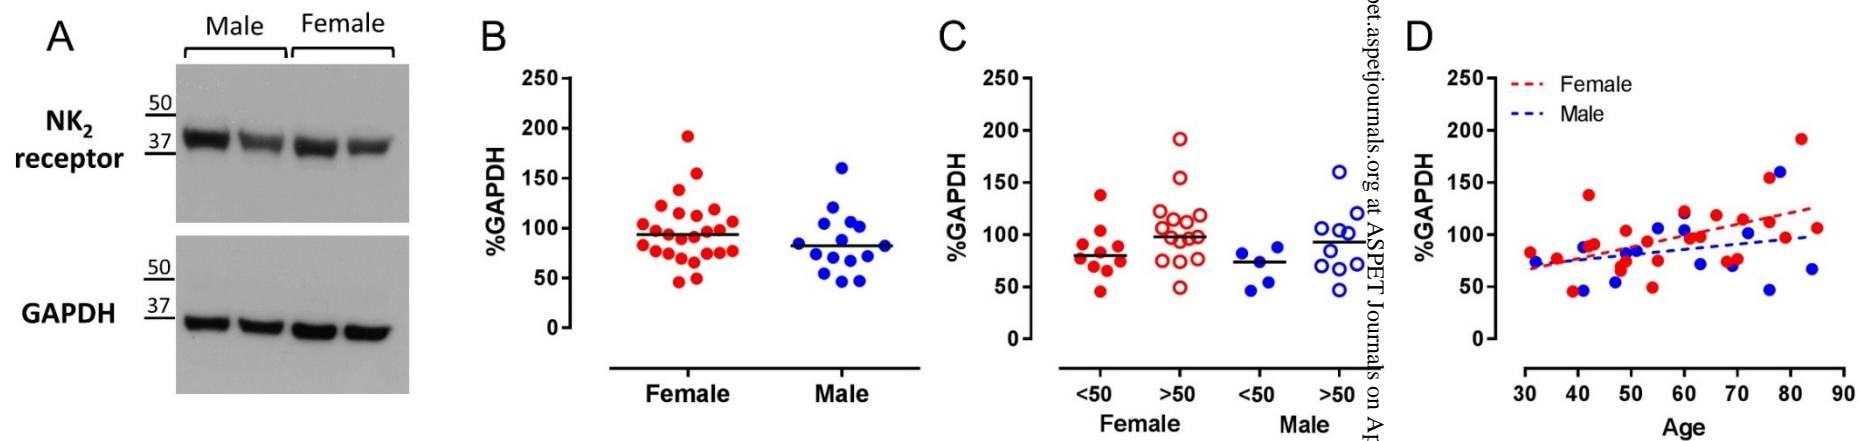 A
Male Female
NK2
receptor
50
37
GAPDH
50
37
B
%GAPDH
250
200
150
100
50
0
Female Male
C
%GAPDH
250
200
150
100
50
0
<50 >50 <50 >50
Female Male
pet.aspetjournals.org at ASPET Journals on Ap
D
%GAPDH
250
200
150
100
50
0
Female
Male
30 40 50 60 70 80 90
Age